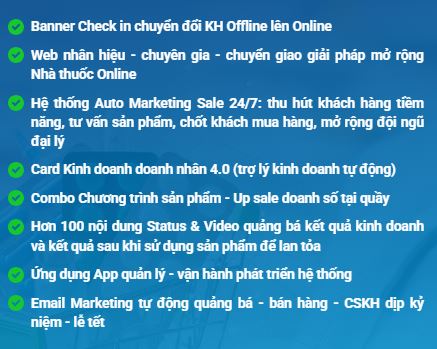 Banner Check in chuyển đổi KH Offline lên Online
Web nhân hiệu - chuyên gia - chuyển giao giải pháp mở rộng
Nhà thuốc Online
Hệ thống Auto Marketing Sale 24/7: thu hút khách hàng tiềm
năng, tư vấn sản phẩm, chốt khách mua hàng, mở rộng đội ngũ
đại lý
Card Kinh doanh doanh nhân 4.0 (trợ lý kinh doanh tự động)
Combo Chương trình sản phẩm - Up sale doanh số tại quầy
Hơn 100 nội dung Status & Video quảng bá kết quả kinh doanh
và kết quả sau khi sử dụng sản phẩm để lan tỏa
Ứng dụng App quản lý - vận hành phát triển hệ thống
Email Marketing tự động quảng bá - bán hàng - CSKH dịp kỷ
niệm - lễ tết